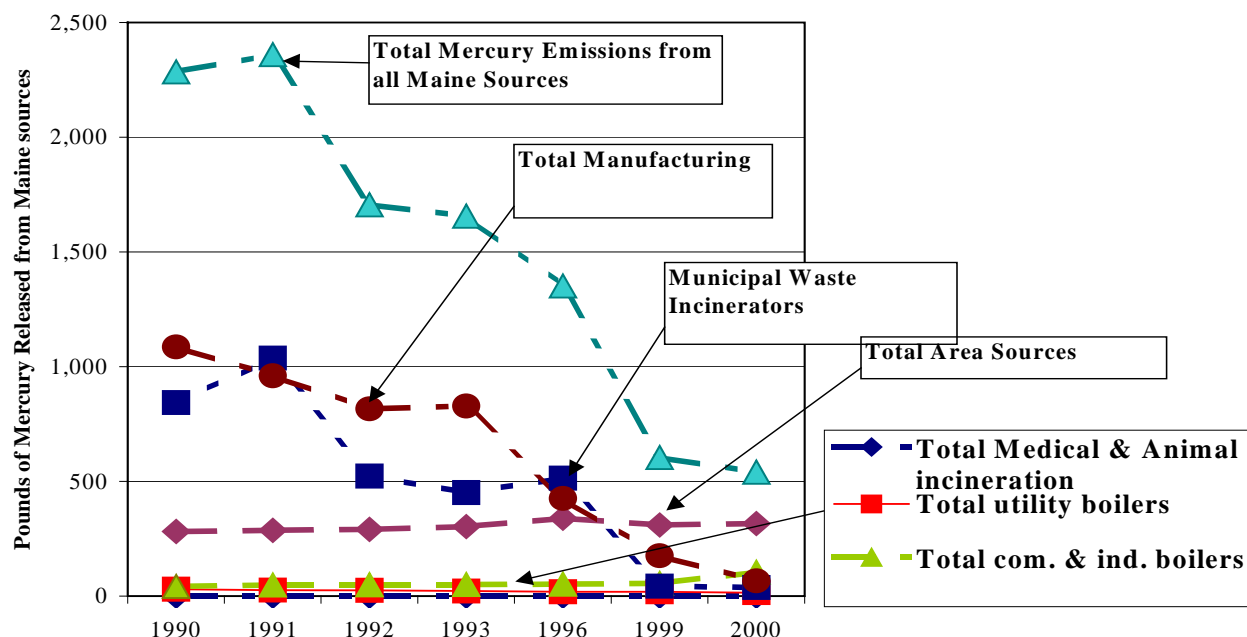 2,500
2,000
1,500
1,000
500
0
Pounds of Mercury Released from Maine sources
Total Mercury Emissions from
all Maine Sources
Total Manufacturing
Municipal Waste
Incinerators
Total Area Sources
Total Medical & Animal
incineration
Total utility boilers
Total com. & ind. boilers
1990 1991 1992 1993 1996 1999 2000